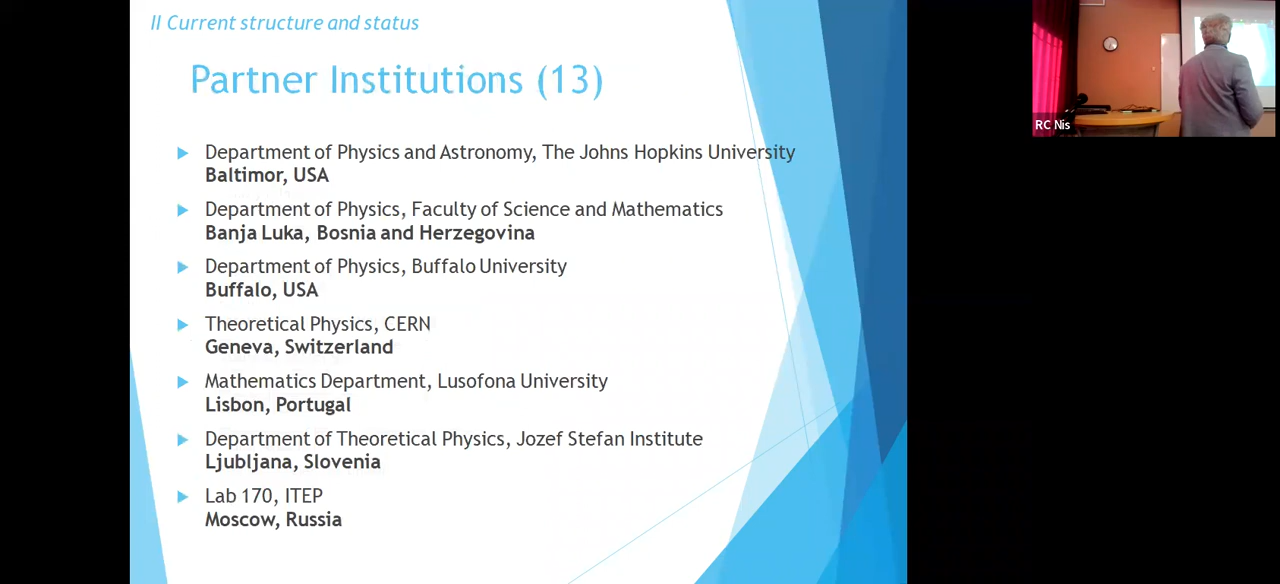 II Current structure and status
Partner Institutions (13)
Department of Physics and Astronomy, The Johns Hopkins University
Baltimor, USA
Department of Physics, Faculty of Science and Mathematics
Banja Luka, Bosnia and Herzegovina
Department of Physics, Buffalo University
Buffalo, USA
Theoretical Physics, CERN
Geneva, Switzerland
Mathematics Department, Lusofona University
Lisbon, Portugal
Department of Theoretical Physics, Jozef Stefan Institute
Ljubljana, Slovenia
Lab 170, ITEP
Moscow, Russia
RC Nis